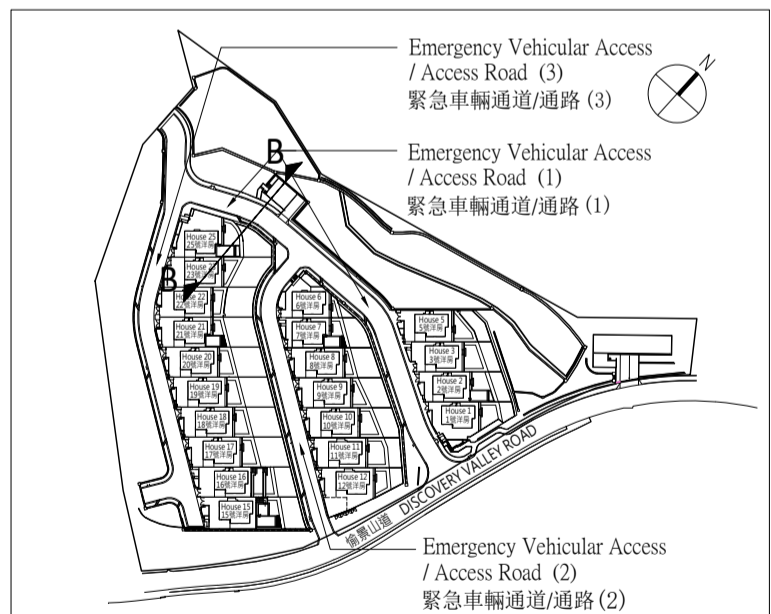 Emergency Vehicular Access
/ Access Road (3)
緊急車輛通道/通路 (3)
N
Emergency Vehicular Access
/ Access Road (1)
緊急車輛通道/通路 (1)
B
B
House 25
25號洋房
House 2
23號洋房
House 22
22號洋房
House 21
21號洋房
House 20
20號洋房
House 19
19號洋房
House 18
18號洋房
House 17
17號洋房
House 16
16號洋房
House 15
15號洋房
House 6
6號洋房
House 7
7號洋房
House 8
8號洋房
House 9
9號洋房
House 10
10號洋房
House 11
11號洋房
House 12
12號洋房
House 5
5號洋房
House 3
3號洋房
House 2
2號洋房
House 1
1號洋房
愉景山道 DISCOVERY VALLEY ROAD
Emergency Vehicular Access
/ Access Road (2)
緊急車輛通道/通路 (2)